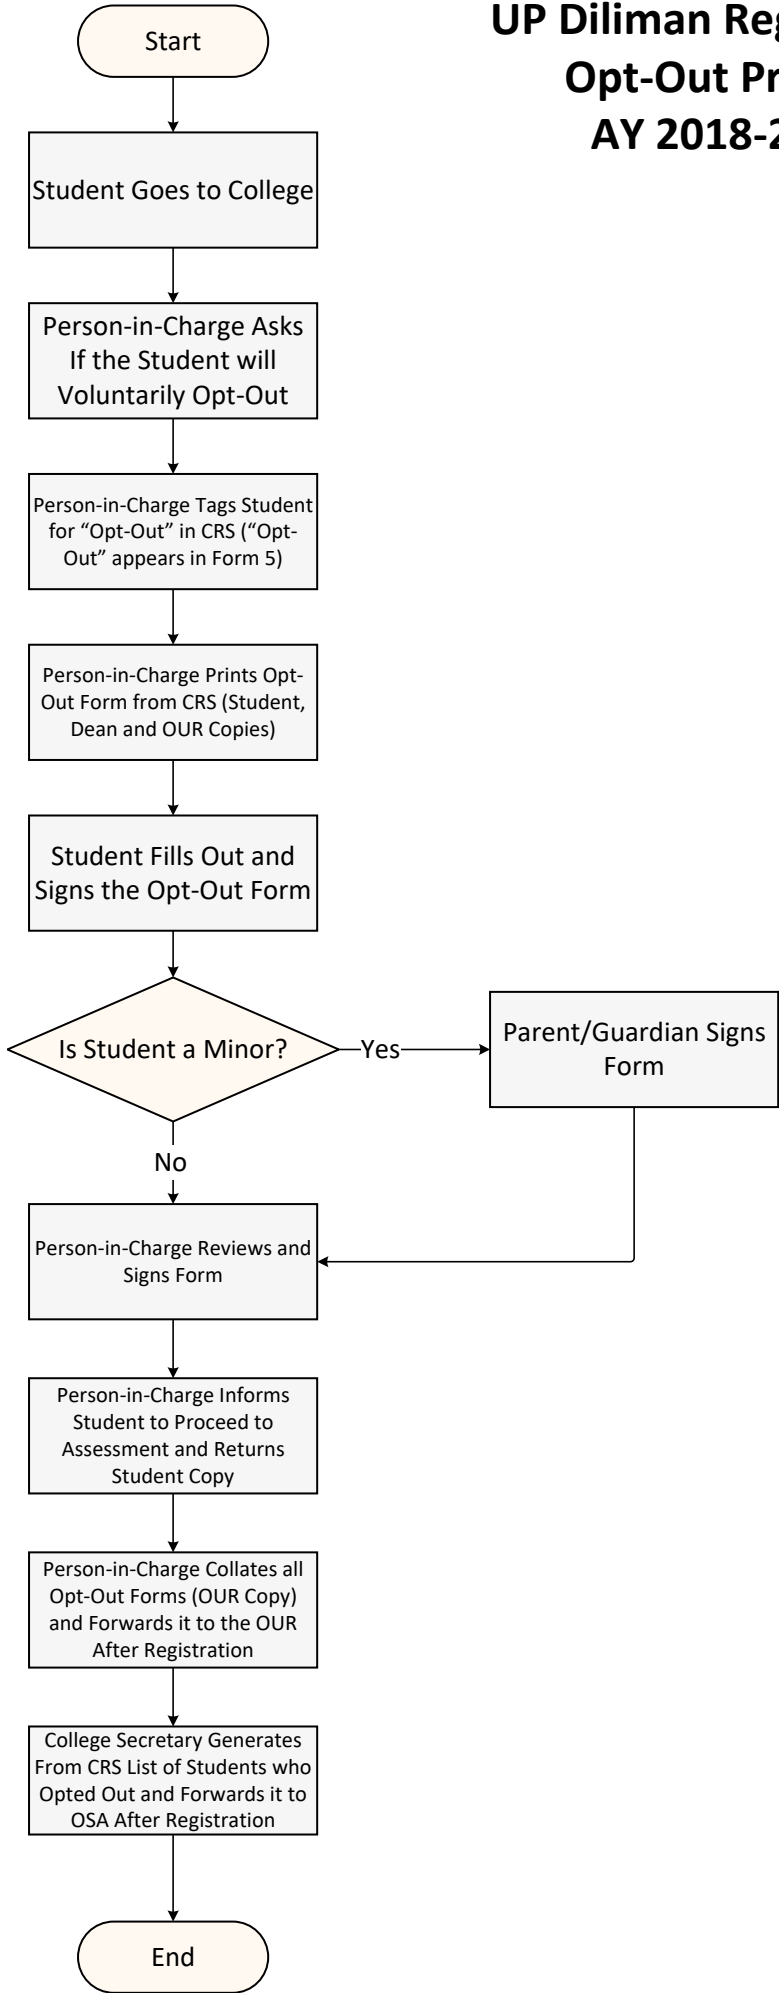 UP Diliman Reg
Opt-Out Pr
AY 2018-2
Start
Student Goes to College
Person-in-Charge Asks
If the Student will
Voluntarily Opt-Out
Person-in-Charge Tags Student
for “Opt-Out” in CRS (“Opt-
Out” appears in Form 5)
Person-in-Charge Prints Opt-
Out Form from CRS (Student,
Dean and OUR Copies)
Student Fills Out and
Signs the Opt-Out Form
Is Student a Minor?
Yes
Parent/Guardian Signs
Form
No
Person-in-Charge Reviews and
Signs Form
Person-in-Charge Informs
Student to Proceed to
Assessment and Returns
Student Copy
Person-in-Charge Collates all
Opt-Out Forms (OUR Copy)
and Forwards it to the OUR
After Registration
College Secretary Generates
From CRS List of Students who
Opted Out and Forwards it to
OSA After Registration
End